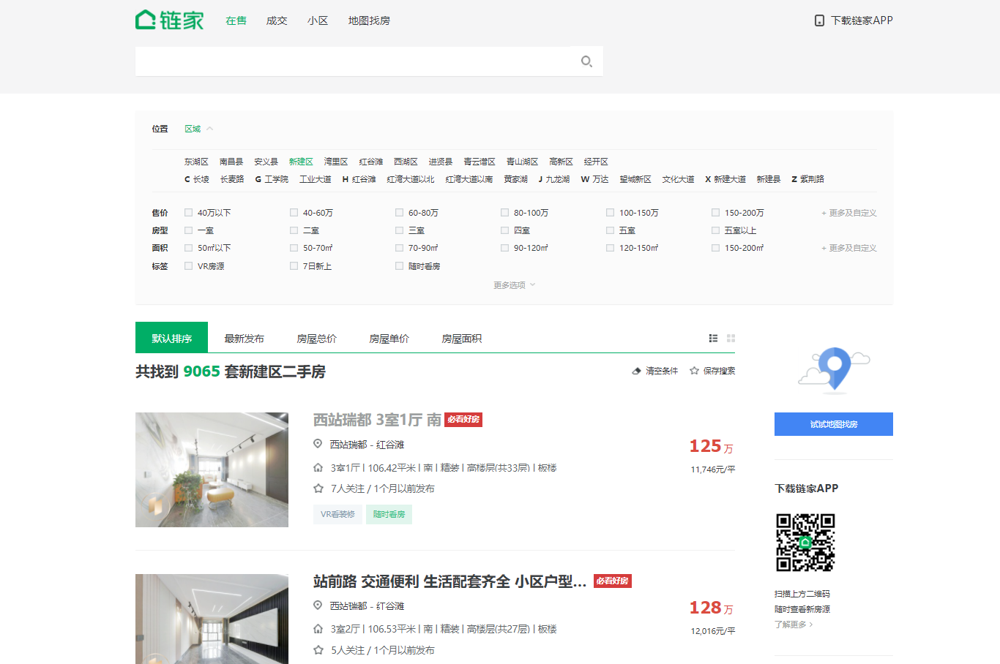 链家 在售 成交 小区 地图找房 下载链家APP
位置 区域
东湖区 南昌县 安义县 新建区 湾里区 红谷滩 西湖区 进贤县 青云谱区 青山湖区 高新区 经开区
C 长堎 长麦路 G 工学院 工业大道 H 红谷滩 红湾大道以北 红湾大道以南 黄家湖 J 九龙湖 W 万达 望城新区 文化大道 X 新建大道 新建县 Z 紫荆路
售价 40万以下 40-60万 60-80万 80-100万 100-150万 150-200万 + 更多及自定义
房型 一室 二室 三室 四室 五室 五室以上
面积 50㎡以下 50-70㎡ 70-90㎡ 90-120㎡ 120-150㎡ 150-200㎡ + 更多及自定义
标签 VR房源 7日新上 随时看房
更多选项
默认排序 最新发布 房屋总价 房屋单价 房屋面积
共找到 9065 套新建区二手房 清空条件 保存搜索
西站瑞都 3室1厅 南 必看好房
西站瑞都 - 红谷滩
125万
3室1厅 | 106.42平米 | 南 | 精装 | 高楼层(共33层) | 板楼
11,746元/平
7人关注 / 1个月以前发布
VR看装修 随时看房
站前路 交通便利 生活配套齐全 小区户型... 必看好房
西站瑞都 - 红谷滩
128万
3室2厅 | 106.53平米 | 南 | 精装 | 高楼层(共27层) | 板楼
12,016元/平
5人关注 / 1个月以前发布
试试地图找房
下载链家APP
扫描上方二维码
随时查看新房源
了解更多